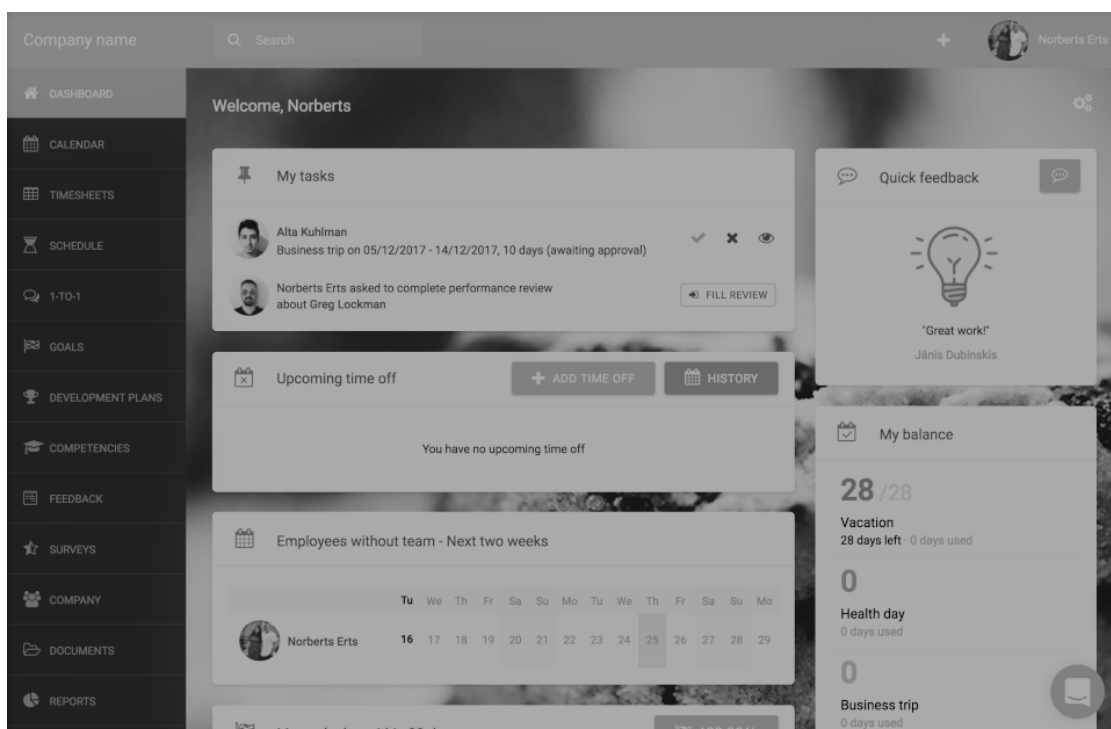 Company name
Search
Norberts Erts
DASHBOARD
CALENDAR
TIMESHEETS
SCHEDULE
1-TO-1
GOALS
DEVELOPMENT PLANS
COMPETENCIES
FEEDBACK
SURVEYS
COMPANY
DOCUMENTS
REPORTS
Welcome, Norberts
My tasks
Alta Kuhlman
Business trip on 05/12/2017 - 14/12/2017, 10 days (awaiting approval)
Norberts Erts asked to complete performance review
about Greg Lockman
FILL REVIEW
Upcoming time off
ADD TIME OFF
HISTORY
You have no upcoming time off
Employees without team - Next two weeks
Tu We Th Fr Sa Su Mo Tu We Th Fr Sa Su Mo
Norberts Erts 16 17 18 19 20 21 22 23 24 25 26 27 28 29
Quick feedback
"Great work!"
Jānis Dubinskis
My balance
28 /28
Vacation
28 days left · 0 days used
0
Health day
0 days used
0
Business trip
0 days used